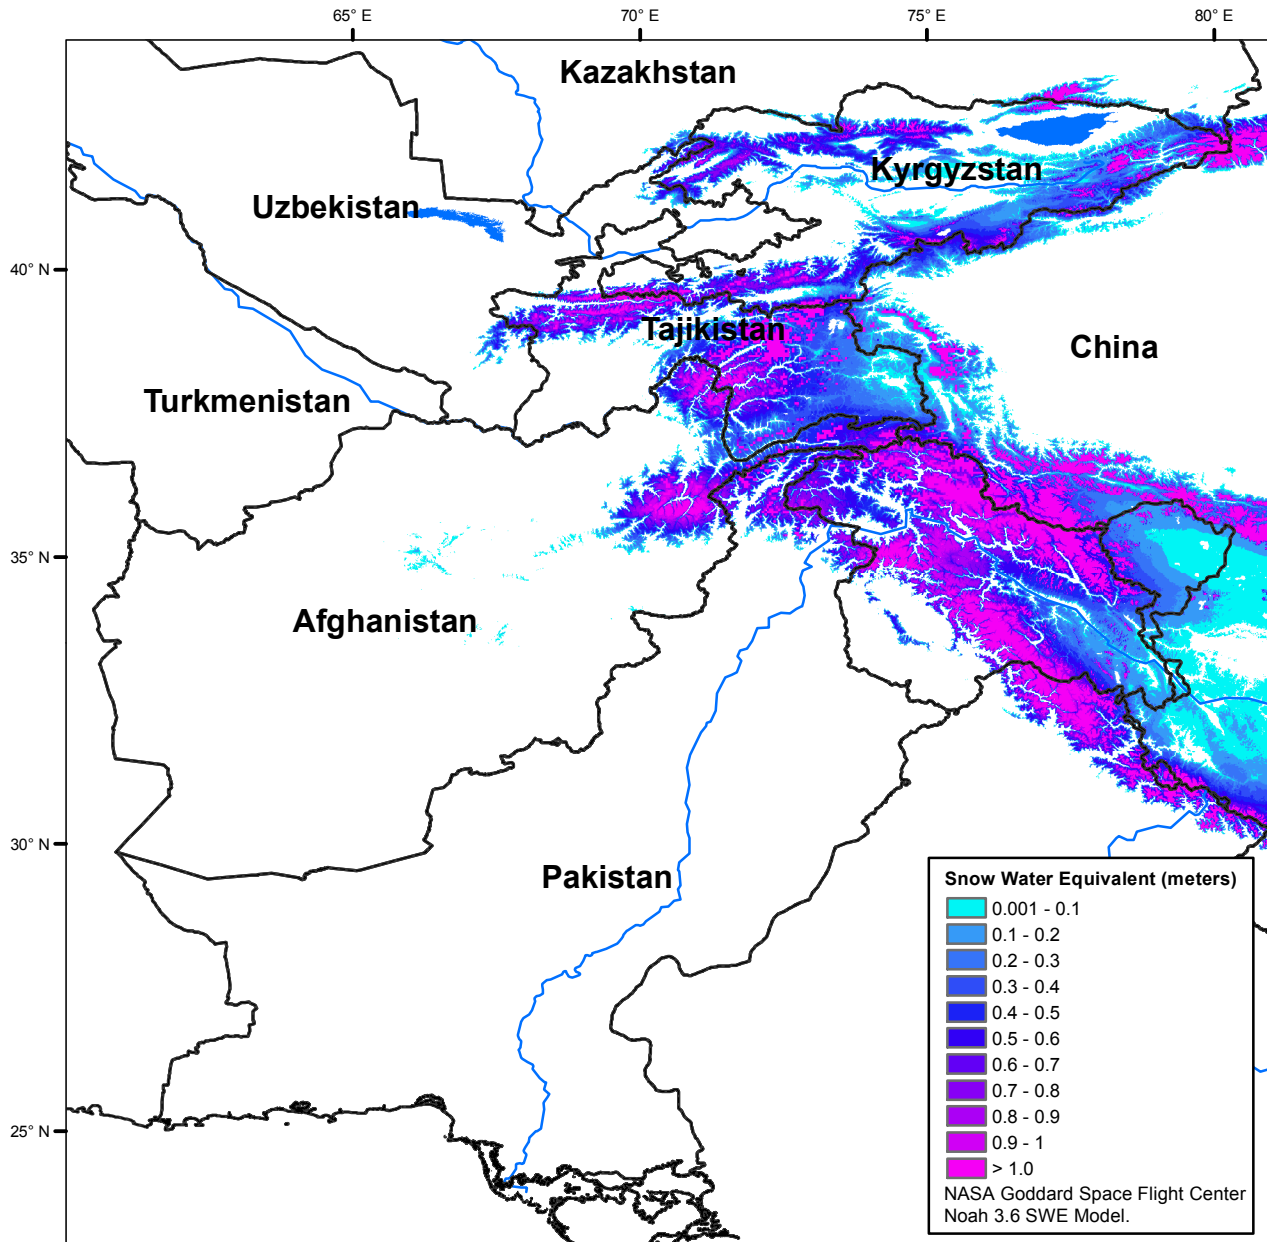 65° E
70° E
75° E
80° E
Kazakhstan
Kyrgyzstan
Uzbekistan
40° N
Tajikistan
China
Turkmenistan
35° N
Afghanistan
30° N
Pakistan
25° N
Snow Water Equivalent (meters)
0.001 - 0.1
0.1 - 0.2
0.2 - 0.3
0.3 - 0.4
0.4 - 0.5
0.5 - 0.6
0.6 - 0.7
0.7 - 0.8
0.8 - 0.9
0.9 - 1
> 1.0
NASA Goddard Space Flight Center
Noah 3.6 SWE Model.